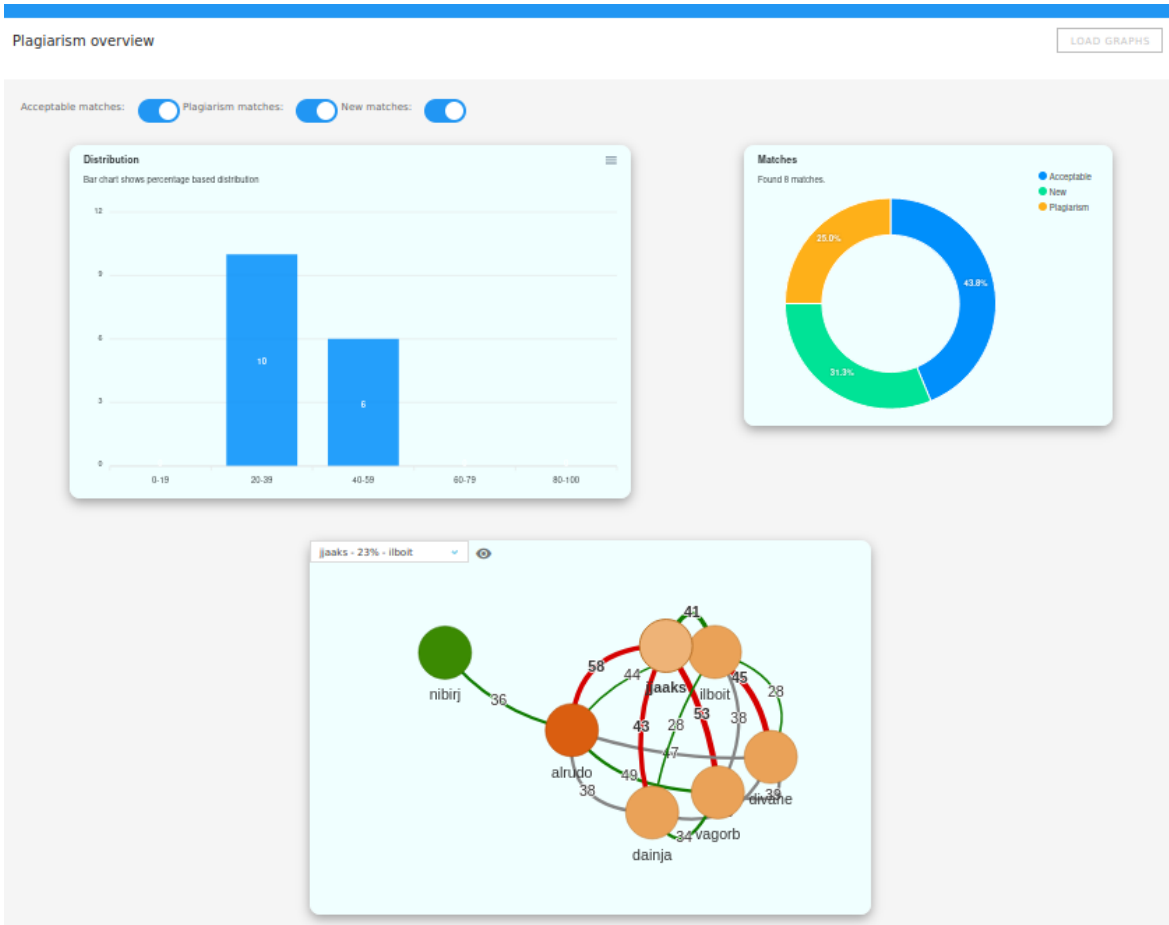 Plagiarism overview
LOAD GRAPHS
Acceptable matches: Plagiarism matches: New matches:
Distribution
Bar chart shows percentage based distribution
12
9
6
3
0
10
6
0-19 20-39 40-59 60-79 80-100
Matches
Found 8 matches.
Acceptable
New
Plagiarism
25.0%
43.8%
31.3%
jjaaks - 23% - ilboit
41
58
44
jjaaks
ilboit
45
28
nibirj
36
43
28
53
38
47
alrudo
49
38
39
divane
34
vagorb
dainja